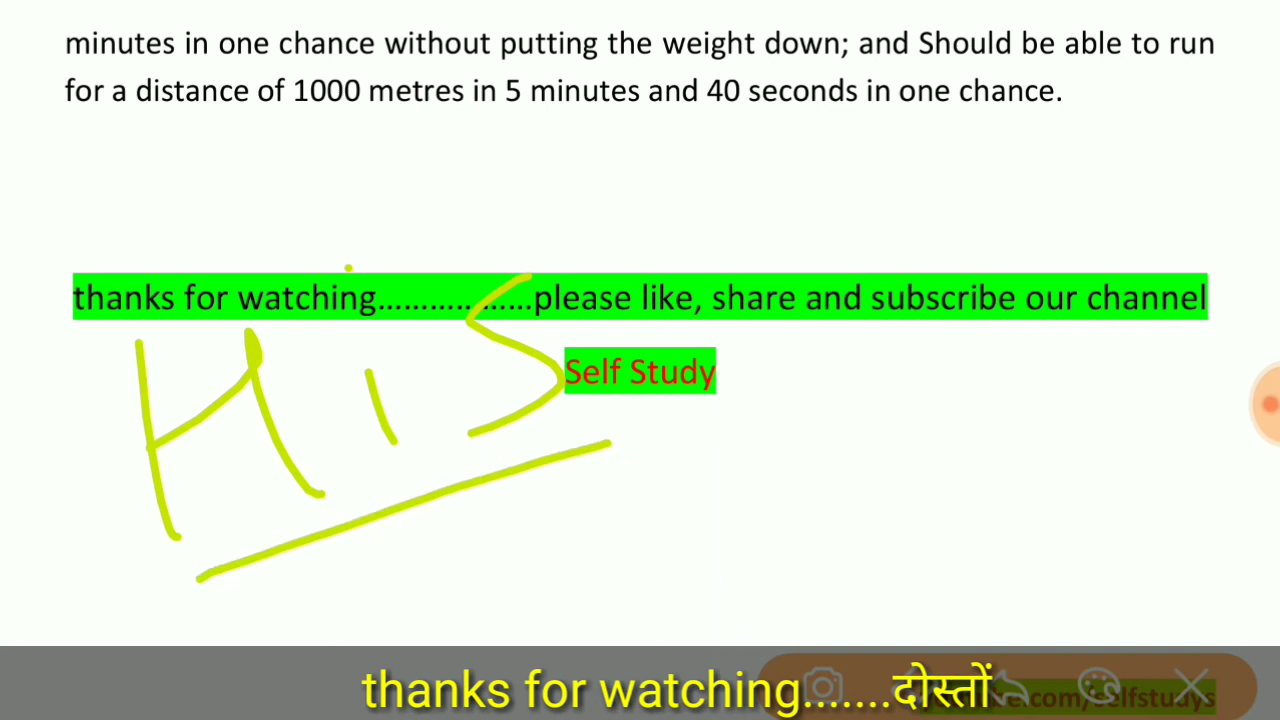 minutes in one chance without putting the weight down; and Should be able to run
for a distance of 1000 metres in 5 minutes and 40 seconds in one chance.
thanks for watching..................please like, share and subscribe our channel
Self Study
HiS
thanks for watching.......दोस्तों